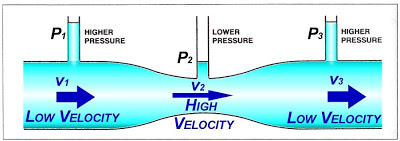 P1 HIGHER PRESSURE
P2 LOWER PRESSURE
P3 HIGHER PRESSURE
V1
LOW VELOCITY
V2
HIGH
VELOCITY
V3
LOW VELOCITY